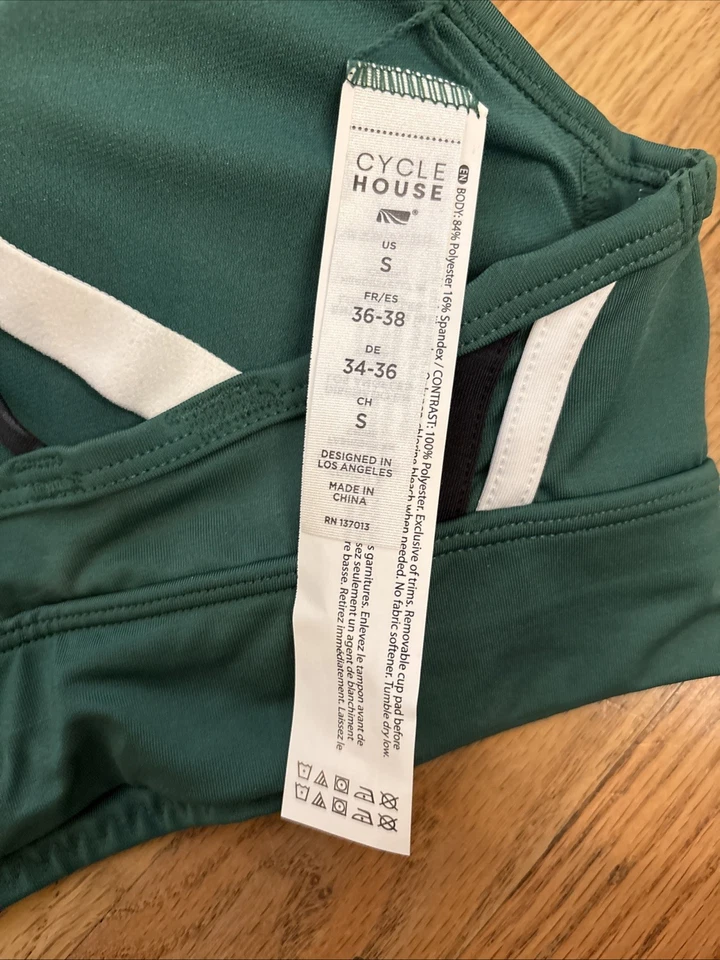 CYCLE
HOUSE
®
US
S
FR/ES
36-38
DE
34-36
CH
S
DESIGNED IN
LOS ANGELES
MADE IN
CHINA
RN 137013
EN BODY: 84% Polyester 16% Spandex / CONTRAST: 100% Polyester. Exclusive of trims. Removable cup pad before
chlorine bleach when needed. No fabric softener. Tumble dry low.
s garnitures. Enlevez le tampon avant de
sez seulement un agent de blanchiment
re basse. Retirez immédiatement. Laissez le